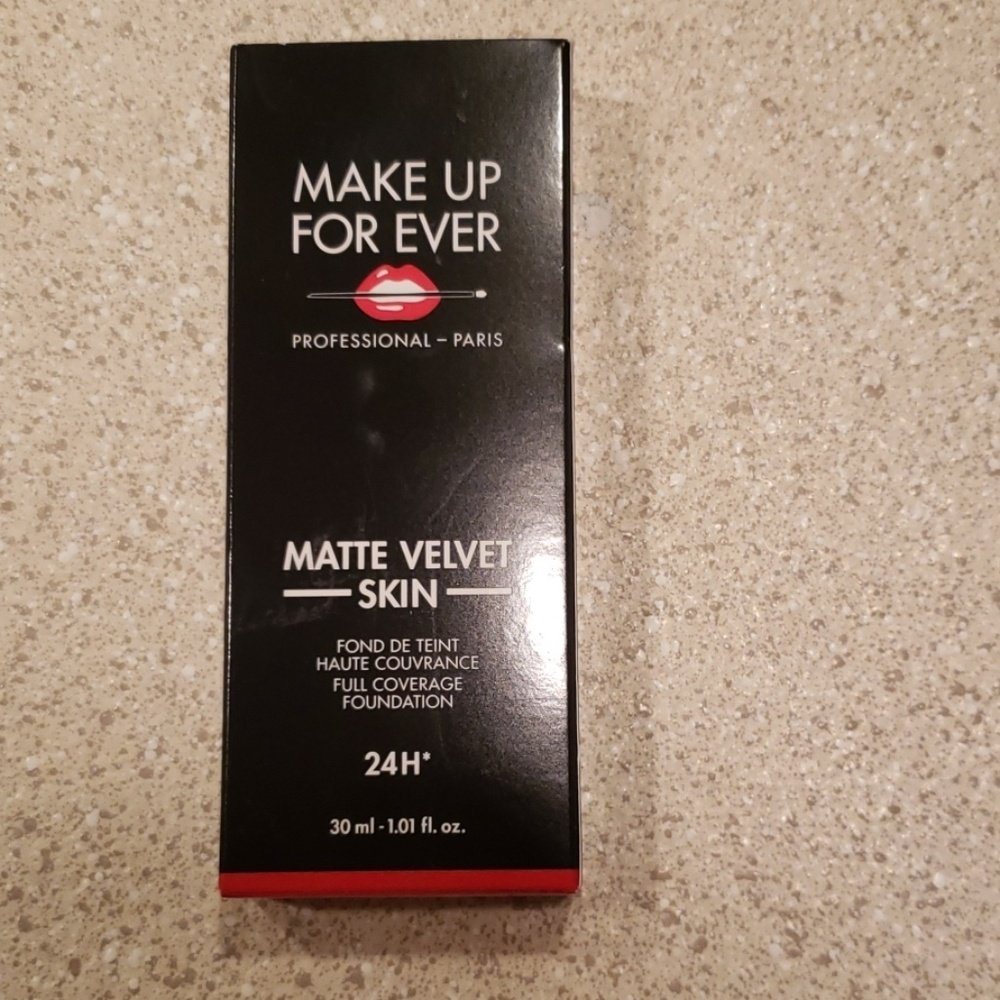 MAKE UP
FOR EVER
PROFESSIONAL – PARIS
MATTE VELVET
SKIN
FOND DE TEINT
HAUTE COUVRANCE
FULL COVERAGE
FOUNDATION
24H*
30 ml - 1.01 fl. oz.